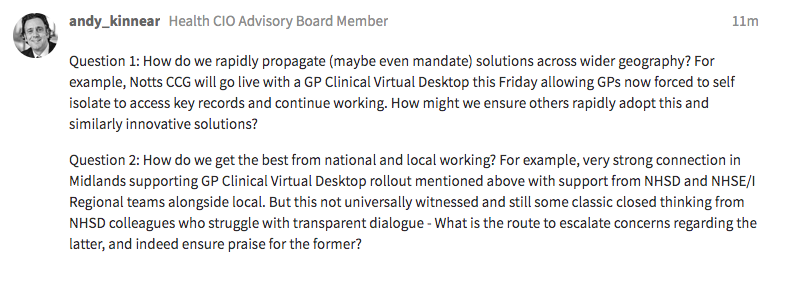 andy_kinnear Health CIO Advisory Board Member 11m
Question 1: How do we rapidly propagate (maybe even mandate) solutions across wider geography? For
example, Notts CCG will go live with a GP Clinical Virtual Desktop this Friday allowing GPs now forced to self
isolate to access key records and continue working. How might we ensure others rapidly adopt this and
similarly innovative solutions?
Question 2: How do we get the best from national and local working? For example, very strong connection in
Midlands supporting GP Clinical Virtual Desktop rollout mentioned above with support from NHSD and NHSE/I
Regional teams alongside local. But this not universally witnessed and still some classic closed thinking from
NHSD colleagues who struggle with transparent dialogue - What is the route to escalate concerns regarding the
latter, and indeed ensure praise for the former?